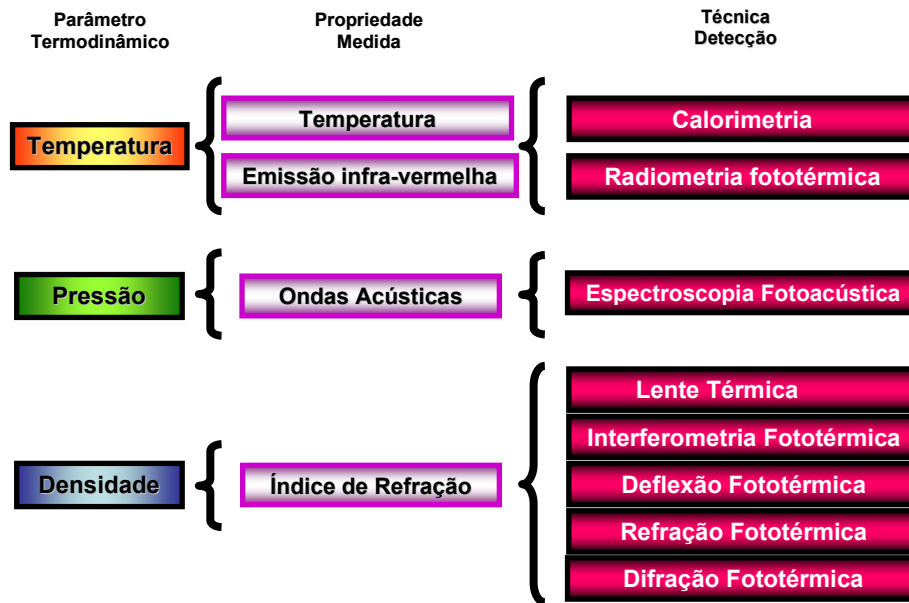 Parâmetro
Termodinâmico
Propriedade
Medida
Técnica
Detecção
Temperatura
Temperatura
Emissão infra-vermelha
Calorimetria
Radiometria fototérmica
Pressão
Ondas Acústicas
Espectroscopia Fotoacústica
Densidade
Índice de Refração
Lente Térmica
Interferometria Fototérmica
Deflexão Fototérmica
Refração Fototérmica
Difração Fototérmica